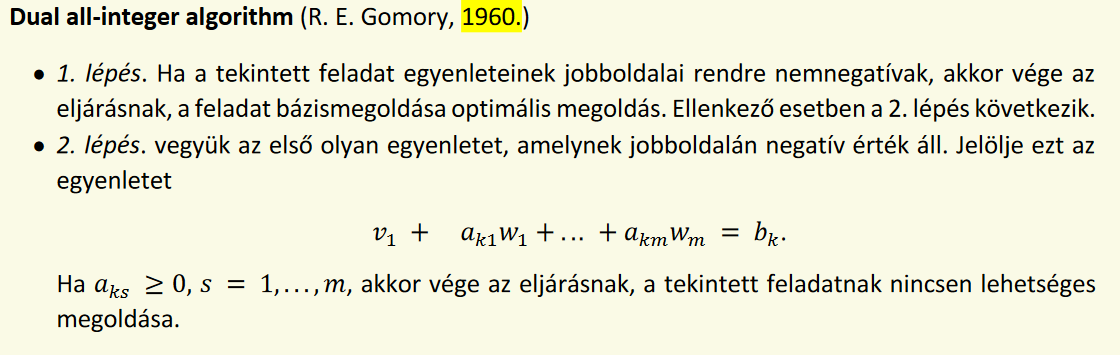 Dual all-integer algorithm (R. E. Gomory, 1960.)
• 1. lépés. Ha a tekintett feladat egyenleteinek jobboldalai rendre nemnegatívak, akkor vége az
eljárásnak, a feladat bázismegoldása optimális megoldás. Ellenkező esetben a 2. lépés következik.
• 2. lépés. vegyük az első olyan egyenletet, amelynek jobboldalán negatív érték áll. Jelölje ezt az
egyenletet
v₁ + aₖ₁w₁ + … + aₖₘwₘ = bₖ.
Ha aₖₛ ≥ 0, s = 1,…,m, akkor vége az eljárásnak, a tekintett feladatnak nincsen lehetséges
megoldása.